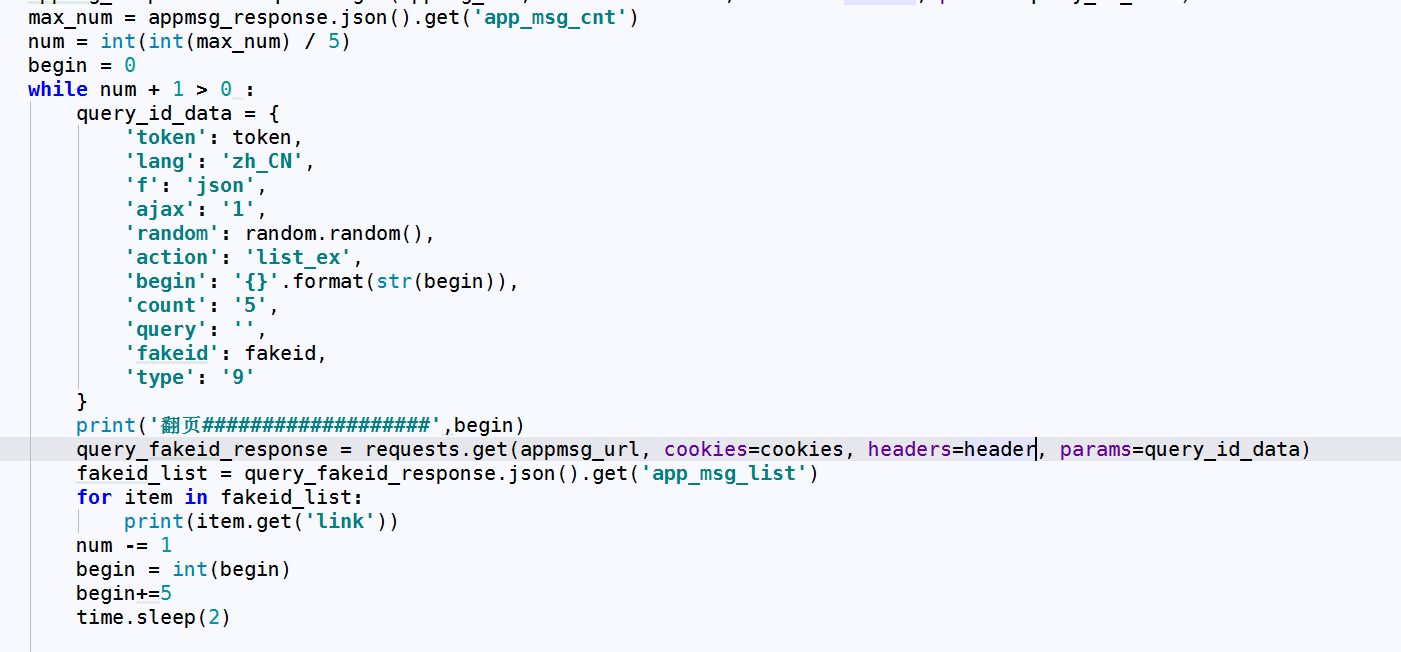 max_num = appmsg_response.json().get('app_msg_cnt')
num = int(int(max_num) / 5)
begin = 0
while num + 1 > 0 :
    query_id_data = {
        'token': token,
        'lang': 'zh_CN',
        'f': 'json',
        'ajax': '1',
        'random': random.random(),
        'action': 'list_ex',
        'begin': '{}'.format(str(begin)),
        'count': '5',
        'query': '',
        'fakeid': fakeid,
        'type': '9'
    }
    print('翻页###################',begin)
    query_fakeid_response = requests.get(appmsg_url, cookies=cookies, headers=header, params=query_id_data)
    fakeid_list = query_fakeid_response.json().get('app_msg_list')
    for item in fakeid_list:
        print(item.get('link'))
    num -= 1
    begin = int(begin)
    begin+=5
    time.sleep(2)